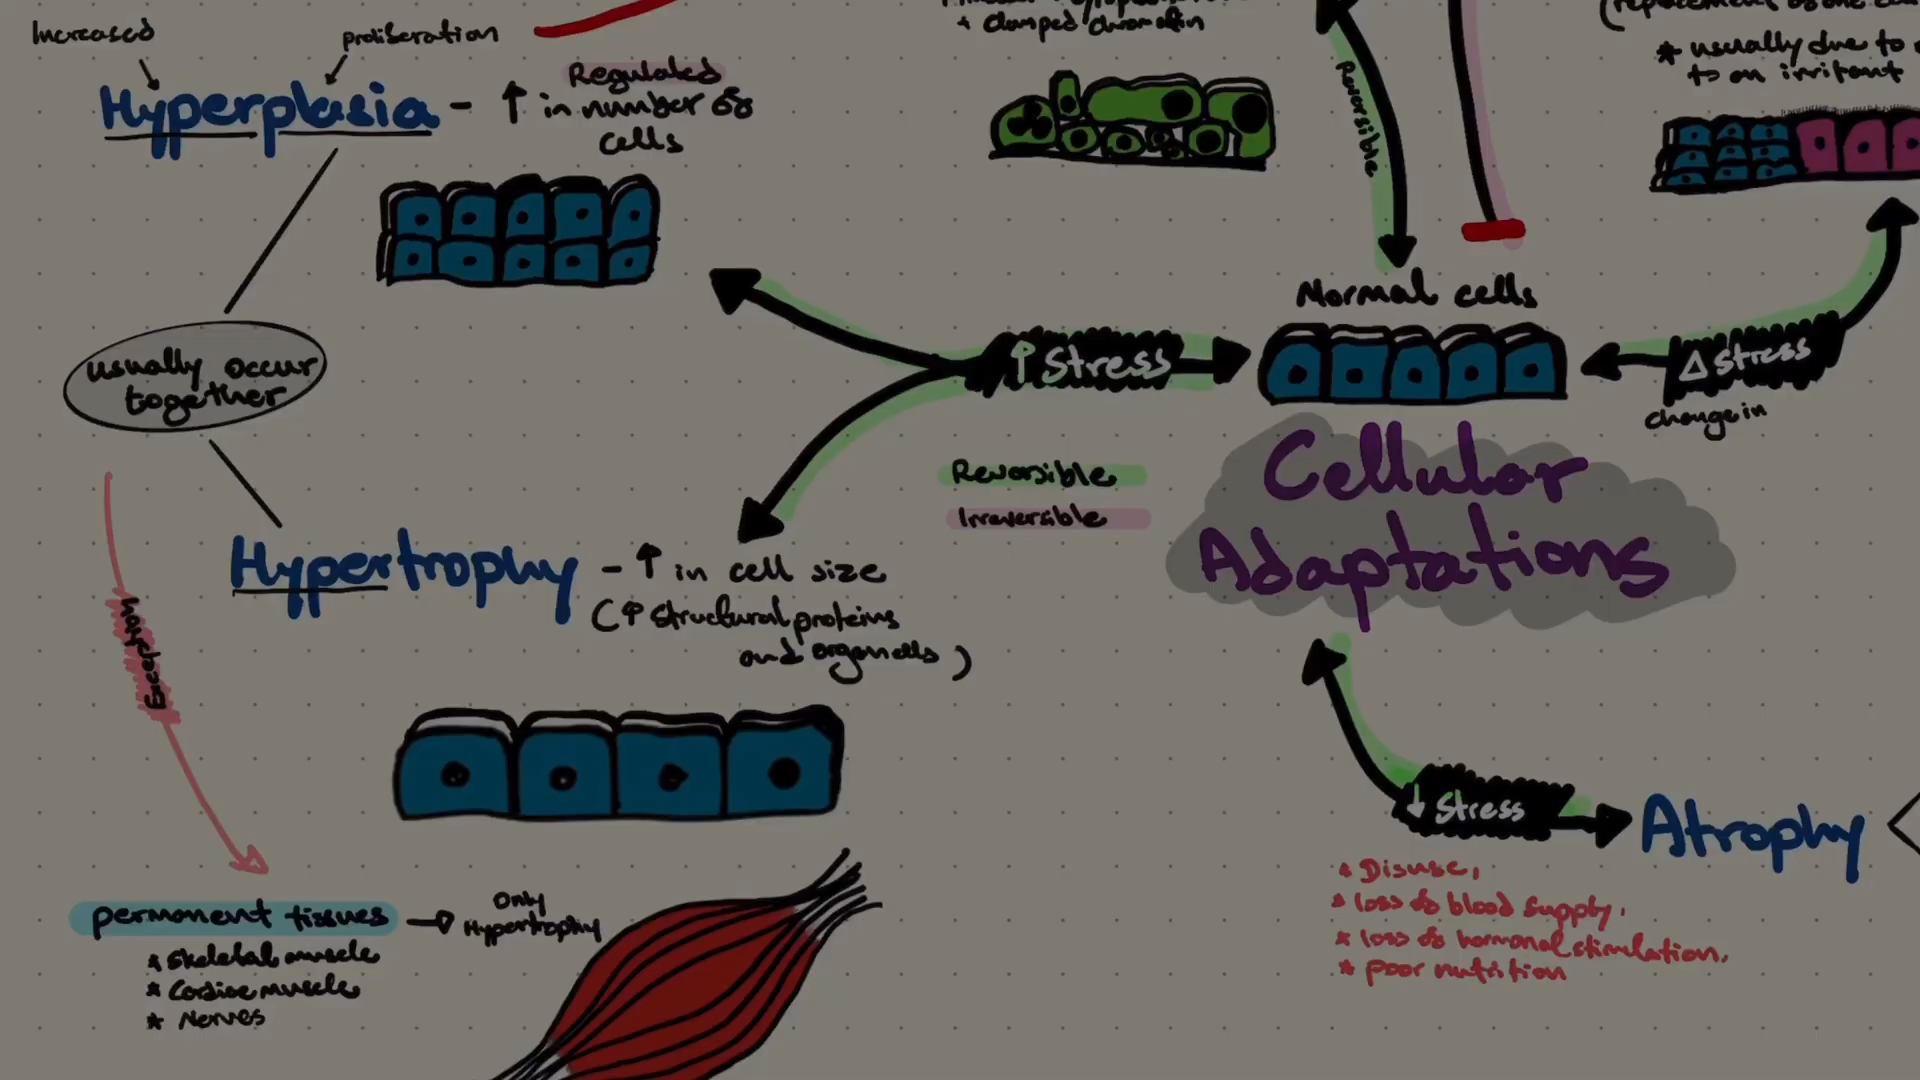 Increased
proliferation
Hyperplasia - ↑
Regulated
in number of
cells
+ clumped chromatin
Reversible
* usually due to
to an irritant
Normal cells
↑ Stress
Δ Stress
change in
usually occur
together
Reversible
Irreversible
Cellular
Adaptations
Hypertrophy - ↑ in cell size
(↑ structural proteins
and organells)
Exception
↓ Stress
Atrophy
* Disuse,
* loss of blood supply,
* loss of hormonal stimulation,
* poor nutrition
permanent tissues
Only
Hypertrophy
* Skeletal muscle
* Cardiac muscle
* Nerves